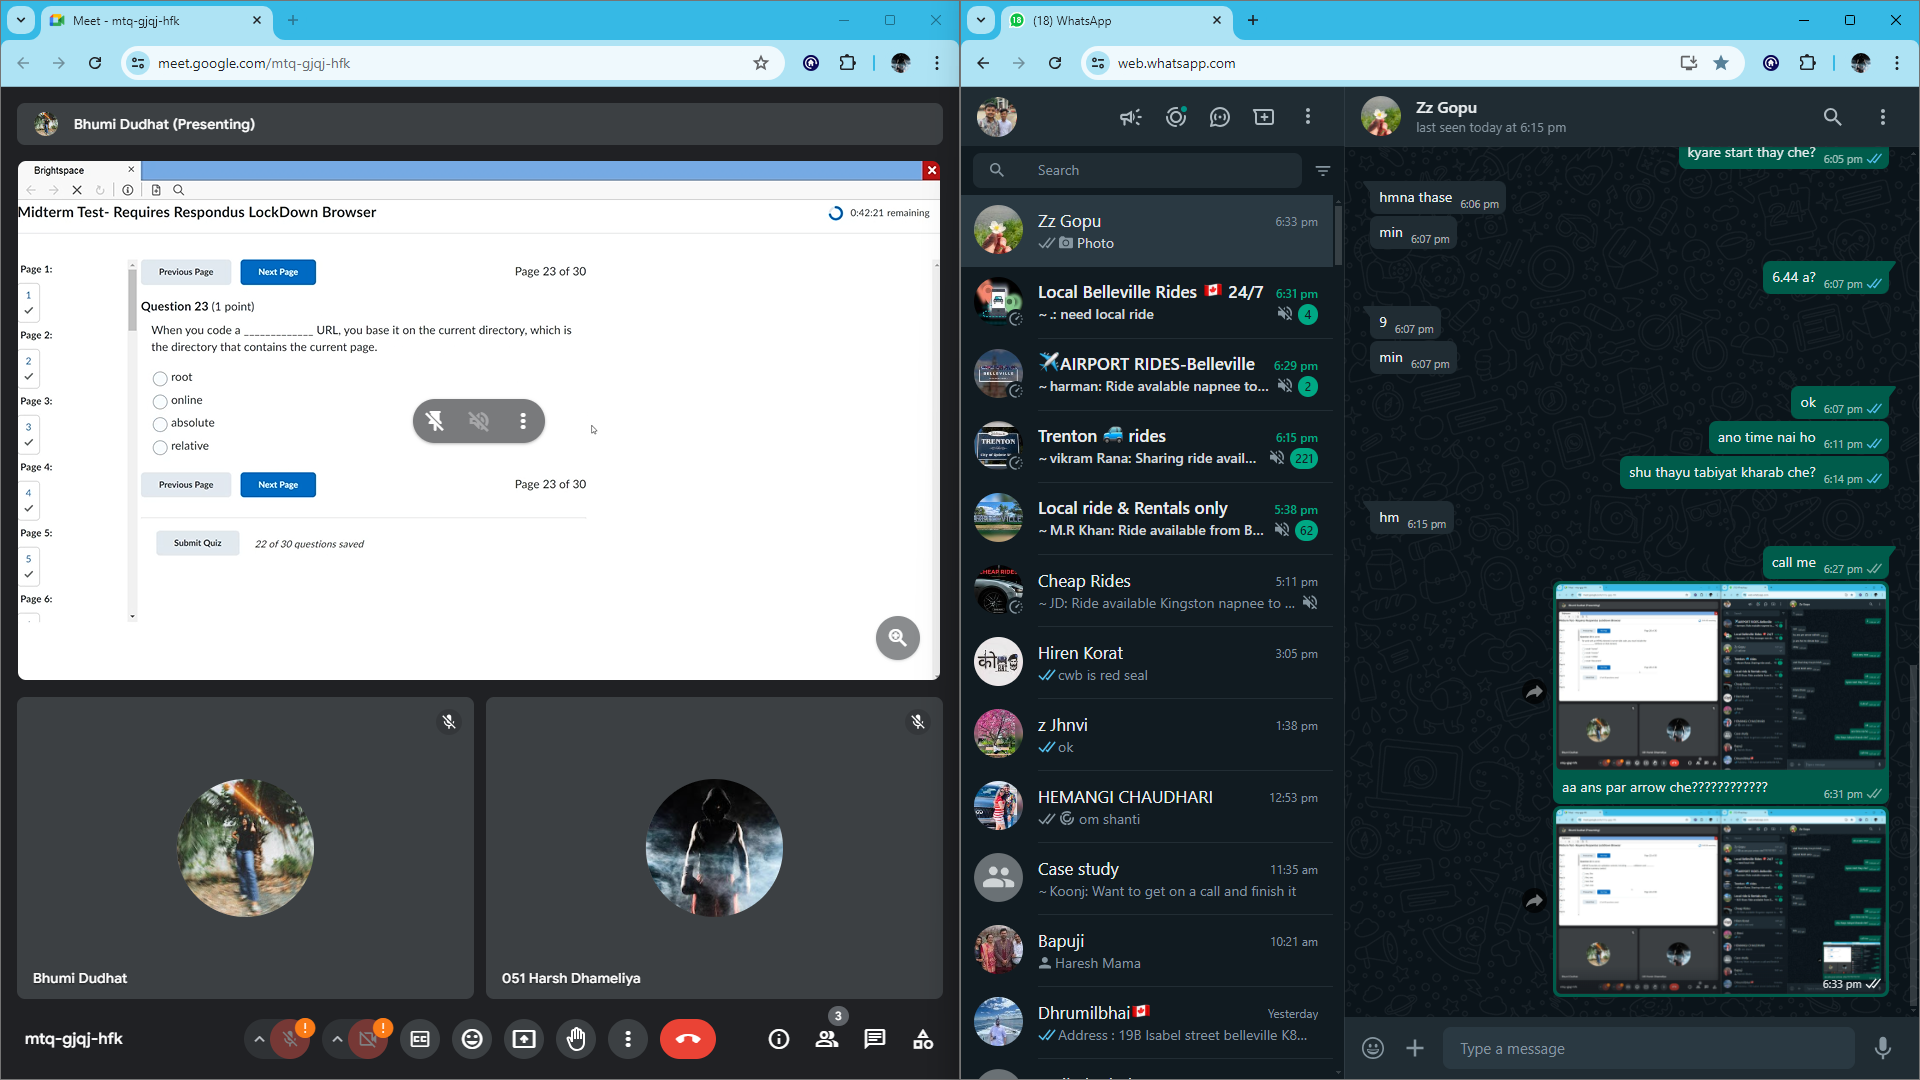 Meet - mtq-gjqj-hfk
meet.google.com/mtq-gjqj-hfk
Bhumi Dudhat (Presenting)
Brightspace
Midterm Test- Requires Respondus LockDown Browser
0:42:21 remaining
Page 1:
1
Page 2:
2
Page 3:
3
Page 4:
4
Page 5:
5
Page 6:
Previous Page
Next Page
Page 23 of 30
Question 23 (1 point)
When you code a _____________ URL, you base it on the current directory, which is
the directory that contains the current page.
root
online
absolute
relative
Previous Page
Next Page
Page 23 of 30
Submit Quiz
22 of 30 questions saved
Bhumi Dudhat
051 Harsh Dhameliya
mtq-gjqj-hfk
3
(18) WhatsApp
web.whatsapp.com
Search
Zz Gopu
6:33 pm
Photo
Local Belleville Rides 🇨🇦 24/7
6:31 pm
~ .: need local ride
4
✈️AIRPORT RIDES-Belleville
6:29 pm
~ harman: Ride avalable napnee to...
2
Trenton 🚙 rides
6:15 pm
~ vikram Rana: Sharing ride avail...
221
Local ride & Rentals only
5:38 pm
~ M.R Khan: Ride available from B...
62
Cheap Rides
5:11 pm
~ JD: Ride available Kingston napnee to ...
Hiren Korat
3:05 pm
cwb is red seal
z Jhnvi
1:38 pm
ok
HEMANGI CHAUDHARI
12:53 pm
om shanti
Case study
11:35 am
~ Koonj: Want to get on a call and finish it
Bapuji
10:21 am
Haresh Mama
Dhrumilbhai🇨🇦
Yesterday
Address : 19B Isabel street belleville K8...
Zz Gopu
last seen today at 6:15 pm
kyare start thay che? 6:05 pm
hmna thase 6:06 pm
min 6:07 pm
6.44 a? 6:07 pm
9 6:07 pm
min 6:07 pm
ok 6:07 pm
ano time nai ho 6:11 pm
shu thayu tabiyat kharab che? 6:14 pm
hm 6:15 pm
call me 6:27 pm
aa ans par arrow che???????????? 6:31 pm
6:33 pm
Type a message